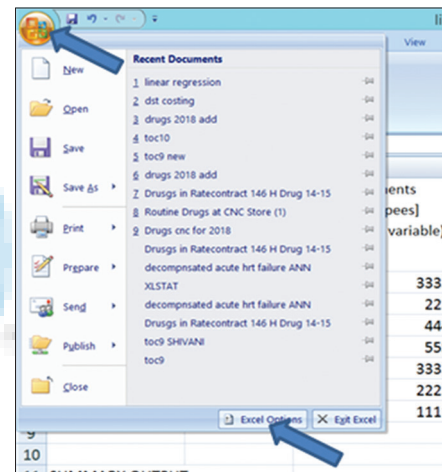 li
View
New
Open
Save
Save As
Print
Prepare
Send
Publish
Close
Recent Documents
1 linear regression
2 dst costing
3 drugs 2018 add
4 toc10
5 toc9 new
6 drugs 2018 add
7 Drusgs in Ratecontract 146 H Drug 14-15
8 Routine Drugs at CNC Store (1)
9 Drugs cnc for 2018
Drusgs in Ratecontract 146 H Drug 14-15
decompnsated acute hrt failure ANN
XLSTAT
decompnsated acute hrt failure ANN
Drusgs in Ratecontract 146 H Drug 14-15
toc9 SHIVANI
toc9
Excel Options
Exit Excel
nents
pees]
variable)
333
22
44
55
333
222
111
9
10